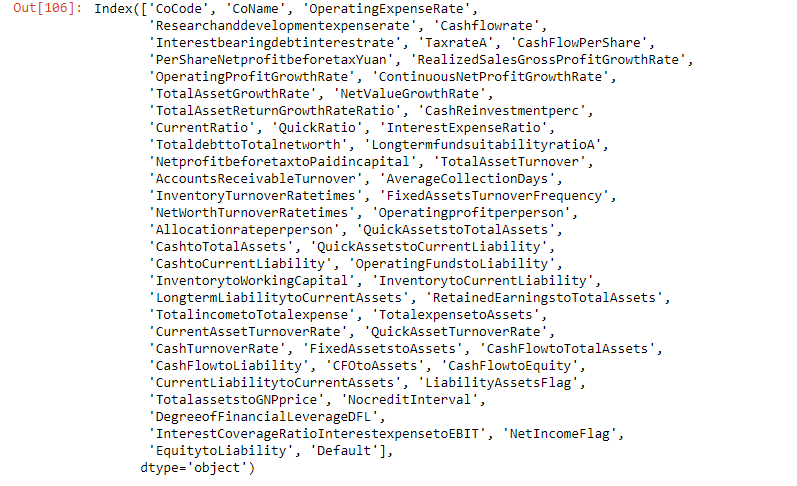 Out[106]: Index(['CoCode', 'CoName', 'OperatingExpenseRate',
'Researchanddevelopmentexpenserate', 'Cashflowrate',
'Interestbearingdebtinterestrate', 'TaxrateA', 'CashFlowPerShare',
'PerShareNetprofitbeforetaxYuan', 'RealizedSalesGrossProfitGrowthRate',
'OperatingProfitGrowthRate', 'ContinuousNetProfitGrowthRate',
'TotalAssetGrowthRate', 'NetValueGrowthRate',
'TotalAssetReturnGrowthRateRatio', 'CashReinvestmentperc',
'CurrentRatio', 'QuickRatio', 'InterestExpenseRatio',
'TotaldebttoTotalnetworth', 'LongtermfundsuitabilityratioA',
'NetprofitbeforetaxtoPaidincapital', 'TotalAssetTurnover',
'AccountsReceivableTurnover', 'AverageCollectionDays',
'InventoryTurnoverRatetimes', 'FixedAssetsTurnoverFrequency',
'NetWorthTurnoverRatetimes', 'Operatingprofitperperson',
'Allocationrateperperson', 'QuickAssetstoTotalAssets',
'CashtoTotalAssets', 'QuickAssetstoCurrentLiability',
'CashtoCurrentLiability', 'OperatingFundstoLiability',
'InventorytoWorkingCapital', 'InventorytoCurrentLiability',
'LongtermLiabilitytoCurrentAssets', 'RetainedEarningstoTotalAssets',
'TotalincometoTotalexpense', 'TotalexpensetoAssets',
'CurrentAssetTurnoverRate', 'QuickAssetTurnoverRate',
'CashTurnoverRate', 'FixedAssetstoAssets', 'CashFlowtoTotalAssets',
'CashFlowtoLiability', 'CFOtoAssets', 'CashFlowtoEquity',
'CurrentLiabilitytoCurrentAssets', 'LiabilityAssetsFlag',
'TotalassetstoGNPprice', 'NocreditInterval',
'DegreeofFinancialLeverageDFL',
'InterestCoverageRatioInterestexpensetoEBIT', 'NetIncomeFlag',
'EquitytoLiability', 'Default'],
dtype='object')